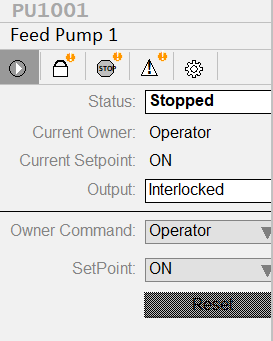 PU1001
Feed Pump 1
STOP
Status: Stopped
Current Owner: Operator
Current Setpoint: ON
Output: Interlocked
Owner Command: Operator
SetPoint: ON
Reset